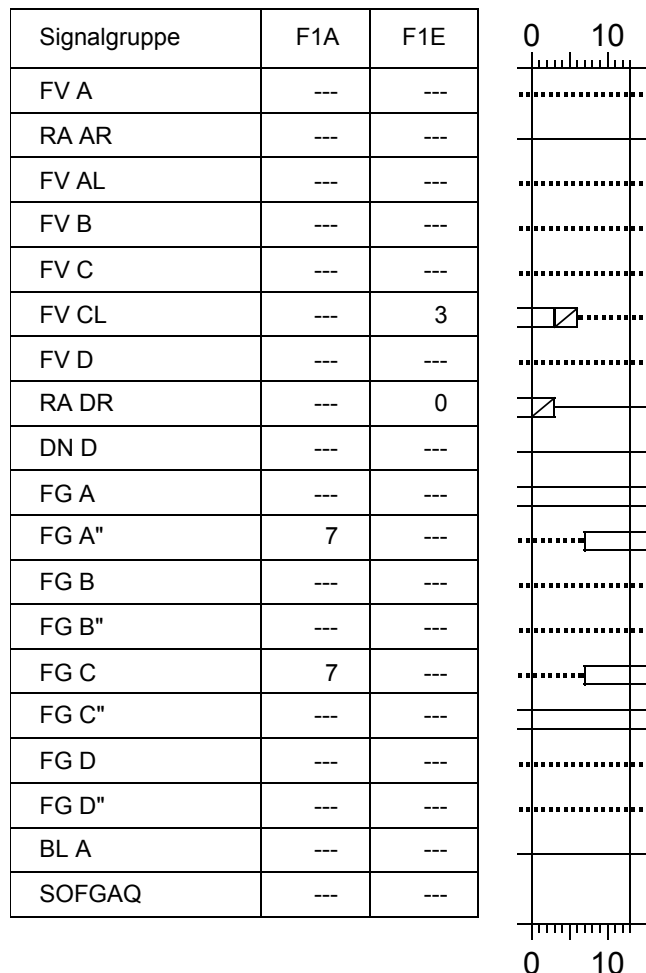 Signalgruppe F1A F1E 0 10
FV A --- ---
RA AR --- ---
FV AL --- ---
FV B --- ---
FV C --- ---
FV CL --- 3
FV D --- ---
RA DR --- 0
DN D --- ---
FG A --- ---
FG A" 7 ---
FG B --- ---
FG B" --- ---
FG C 7 ---
FG C" --- ---
FG D --- ---
FG D" --- ---
BL A --- ---
SOFGAQ --- ---
0 10